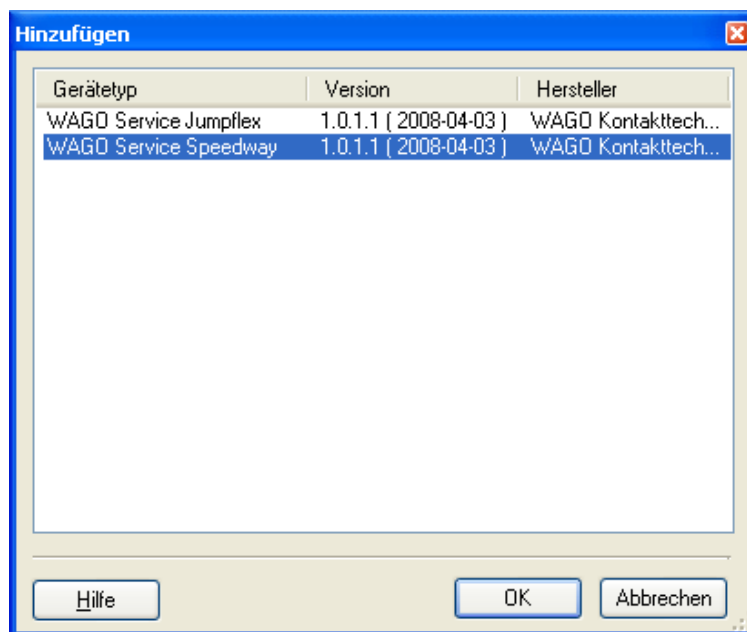 Hinzufügen
Gerätetyp Version Hersteller
WAGO Service Jumpflex 1.0.1.1 ( 2008-04-03 ) WAGO Kontakttech...
WAGO Service Speedway 1.0.1.1 ( 2008-04-03 ) WAGO Kontakttech...
Hilfe OK Abbrechen